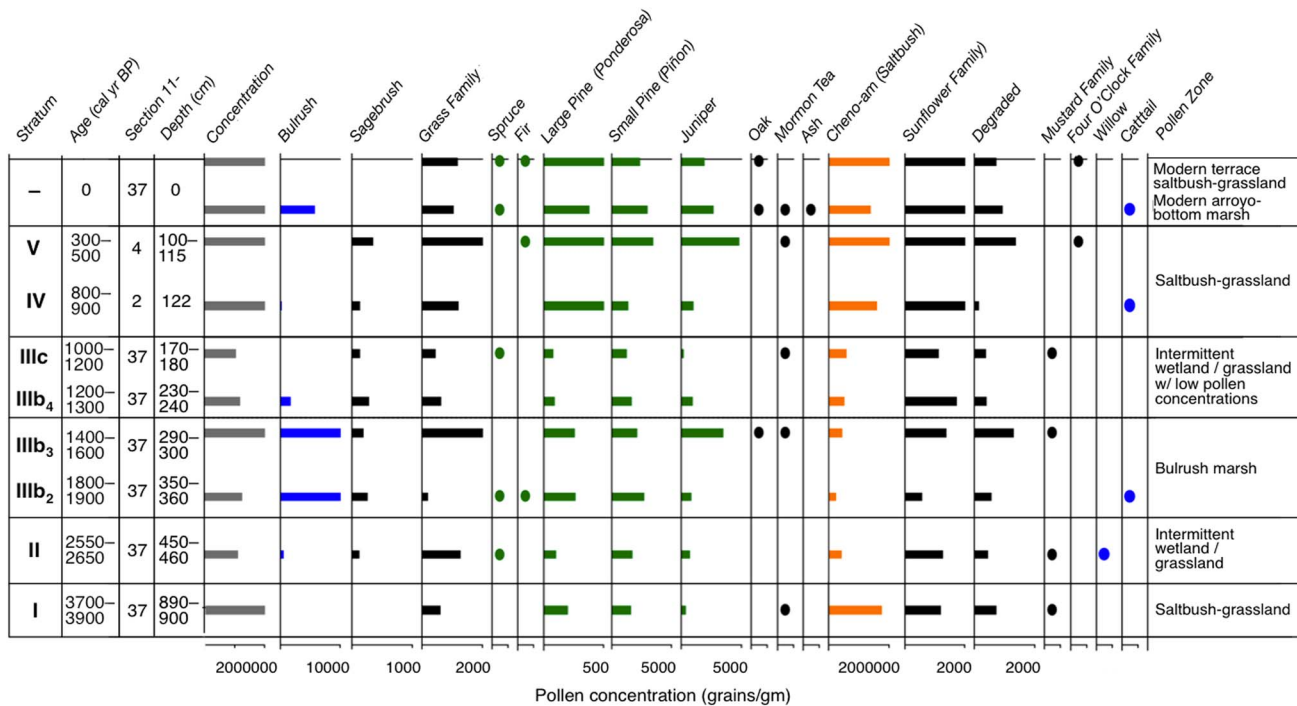 Stratum
Age (cal yr BP)
Section 11-
Depth (cm)
Concentration
Bulrush
Sagebrush
Grass Family
Spruce
Fir
Large Pine (Ponderosa)
Small Pine (Piñon)
Juniper
Oak
Mormon Tea
Ash
Cheno-am (Saltbush)
Sunflower Family)
Degraded
Mustard Family
Four O'Clock Family
Willow
Catttail
Pollen Zone
– 0 37 0
Modern terrace
saltbush-grassland
Modern arroyo-
bottom marsh
V 300– 4 100–
500 115
IV 800– 2 122
900
Saltbush-grassland
IIIc 1000– 37 170–
1200 180
IIIb4 1200– 37 230–
1300 240
Intermittent
wetland / grassland
w/ low pollen
concentrations
IIIb3 1400– 37 290–
1600 300
IIIb2 1800– 37 350–
1900 360
Bulrush marsh
II 2550– 37 450–
2650 460
Intermittent
wetland /
grassland
I 3700– 37 890–
3900 900
Saltbush-grassland
2000000 10000 1000 2000 500 5000 5000 2000000 2000 2000
Pollen concentration (grains/gm)